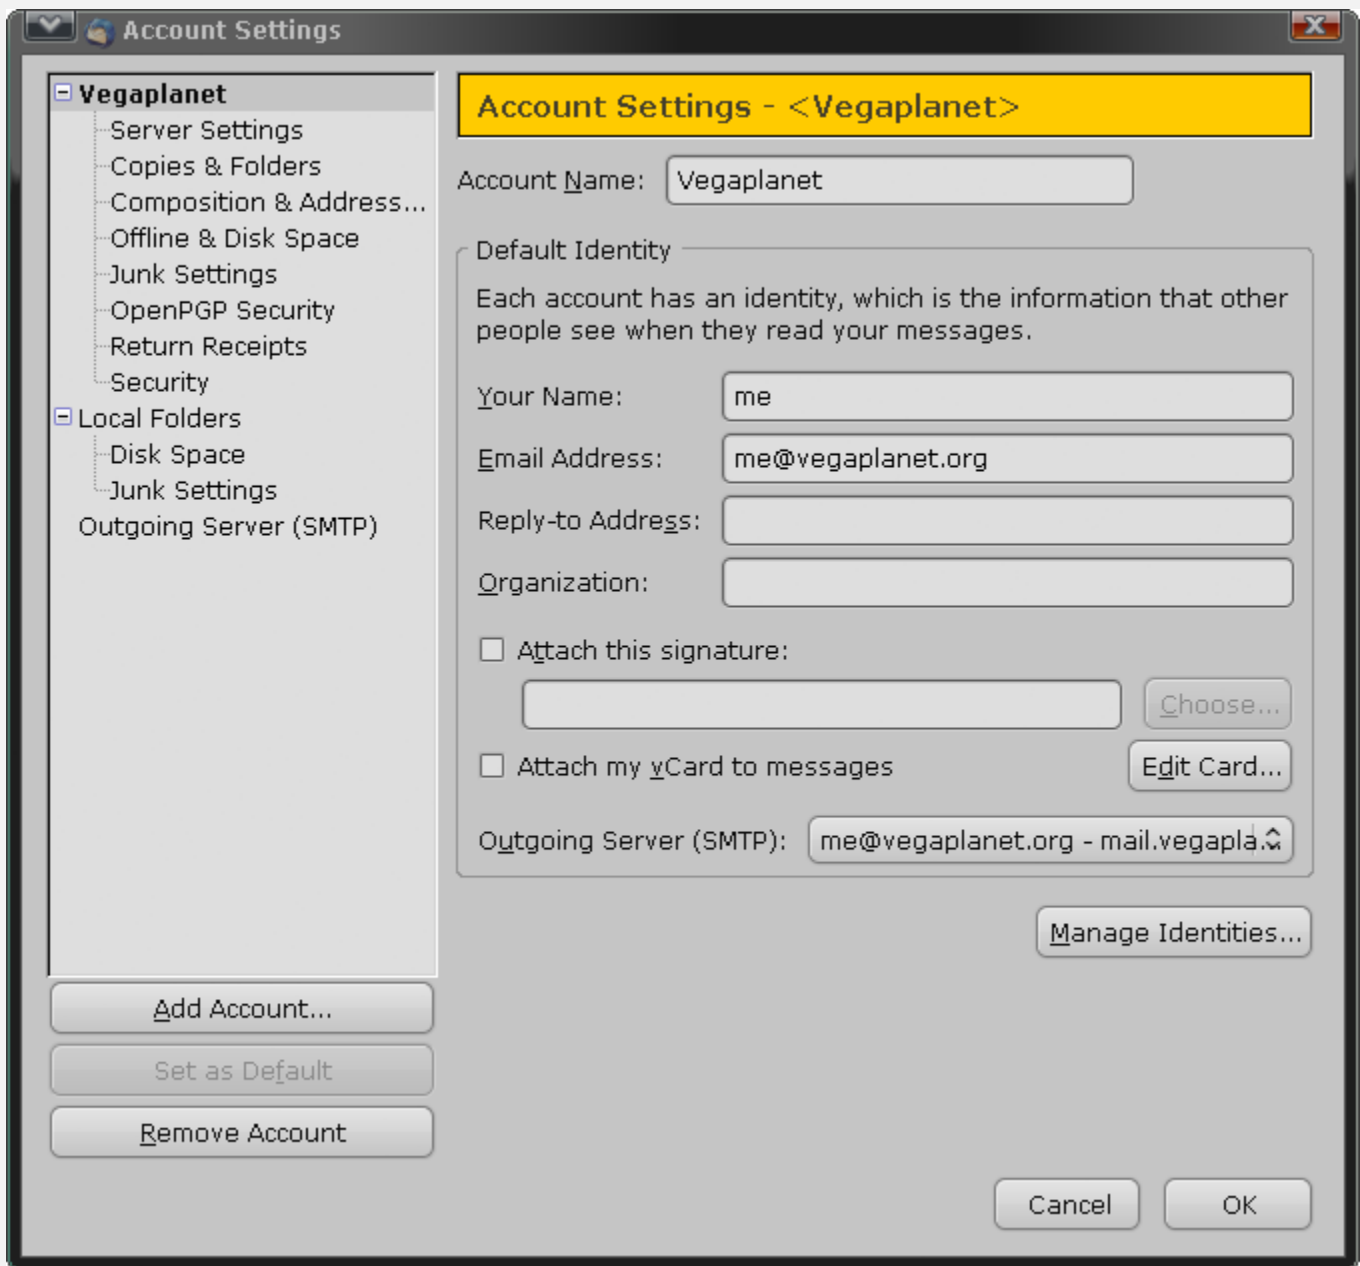 Account Settings
Vegaplanet
Server Settings
Copies & Folders
Composition & Address...
Offline & Disk Space
Junk Settings
OpenPGP Security
Return Receipts
Security
Local Folders
Disk Space
Junk Settings
Outgoing Server (SMTP)
Add Account...
Set as Default
Remove Account
Account Settings - <Vegaplanet>
Account Name: Vegaplanet
Default Identity
Each account has an identity, which is the information that other
people see when they read your messages.
Your Name: me
Email Address: me@vegaplanet.org
Reply-to Address:
Organization:
Attach this signature:
Choose...
Attach my vCard to messages Edit Card...
Outgoing Server (SMTP): me@vegaplanet.org - mail.vegapla.
Manage Identities...
Cancel OK